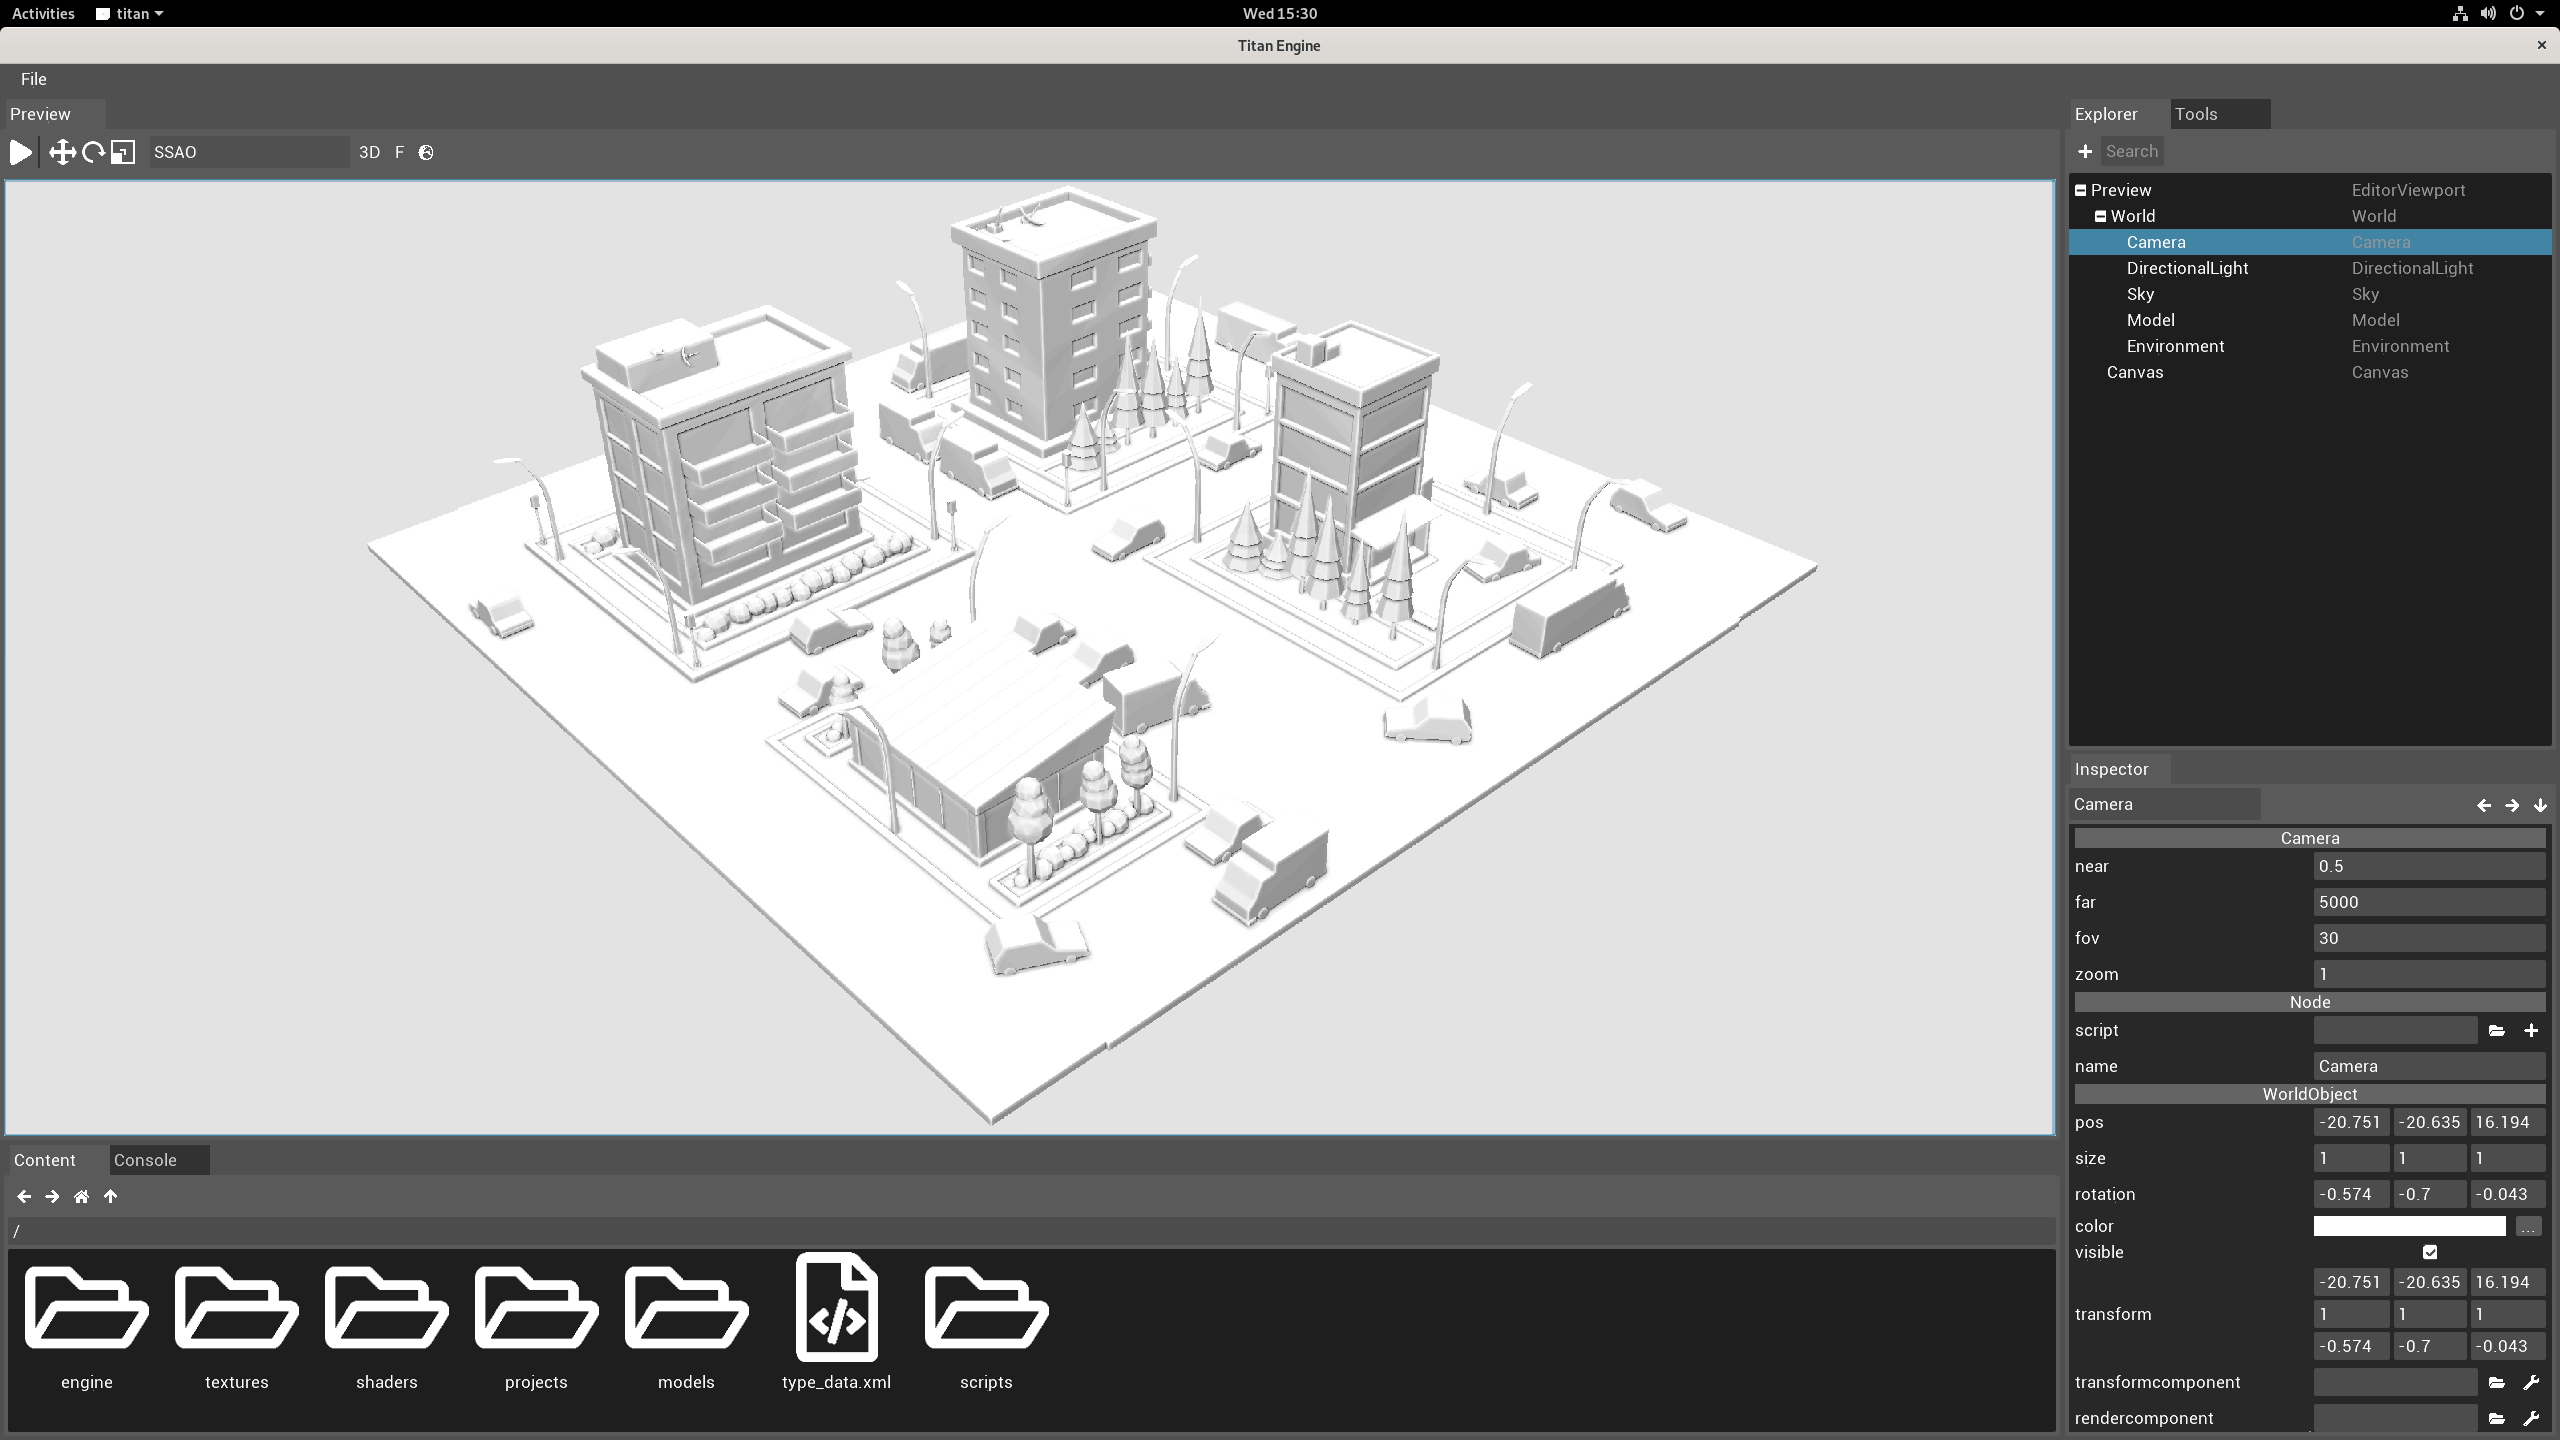 Activities titan Wed 15:30
Titan Engine
File
Preview
SSAO 3D F
Explorer Tools
Search
Preview EditorViewport
World World
Camera Camera
DirectionalLight DirectionalLight
Sky Sky
Model Model
Environment Environment
Canvas Canvas
Inspector
Camera
Camera
near 0.5
far 5000
fov 30
zoom 1
Node
script
name Camera
WorldObject
pos -20.751 -20.635 16.194
size 1 1 1
rotation -0.574 -0.7 -0.043
color ...
visible
-20.751 -20.635 16.194
transform 1 1 1
-0.574 -0.7 -0.043
transformcomponent
rendercomponent
Content Console
/
engine textures shaders projects models type_data.xml scripts